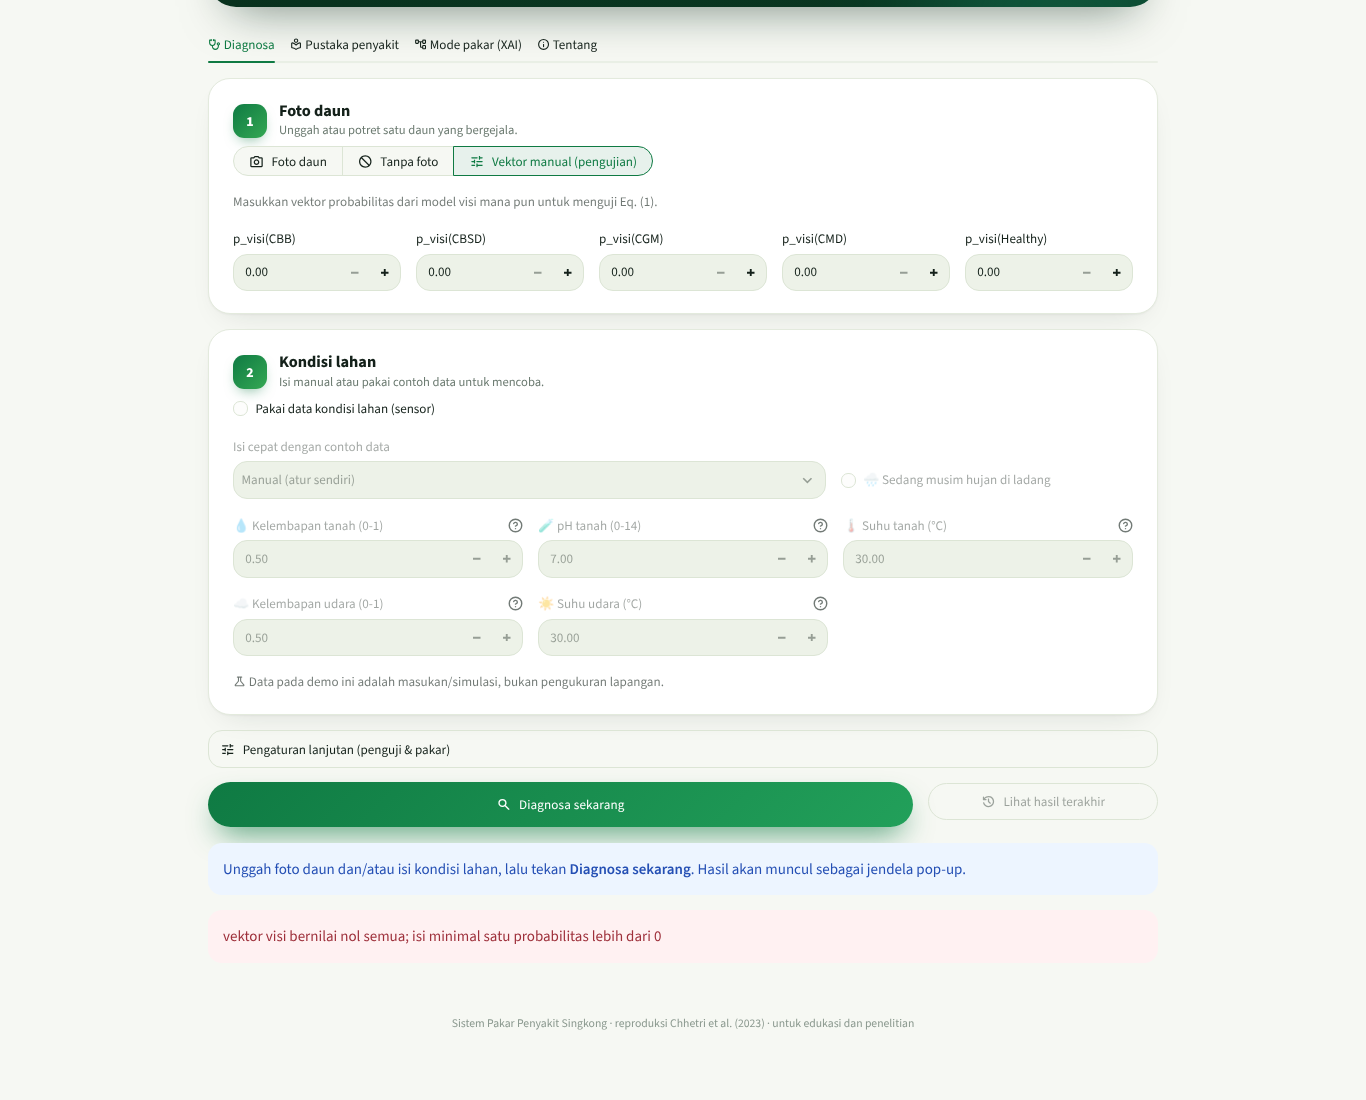 Diagnosa Pustaka penyakit Mode pakar (XAI) Tentang
1
Foto daun
Unggah atau potret satu daun yang bergejala.
Foto daun Tanpa foto Vektor manual (pengujian)
Masukkan vektor probabilitas dari model visi mana pun untuk menguji Eq. (1).
p_visi(CBB) p_visi(CBSD) p_visi(CGM) p_visi(CMD) p_visi(Healthy)
0.00 0.00 0.00 0.00 0.00
2
Kondisi lahan
Isi manual atau pakai contoh data untuk mencoba.
Pakai data kondisi lahan (sensor)
Isi cepat dengan contoh data
Manual (atur sendiri) Sedang musim hujan di ladang
Kelembapan tanah (0-1) pH tanah (0-14) Suhu tanah (°C)
0.50 7.00 30.00
Kelembapan udara (0-1) Suhu udara (°C)
0.50 30.00
Data pada demo ini adalah masukan/simulasi, bukan pengukuran lapangan.
Pengaturan lanjutan (penguji & pakar)
Diagnosa sekarang Lihat hasil terakhir
Unggah foto daun dan/atau isi kondisi lahan, lalu tekan Diagnosa sekarang. Hasil akan muncul sebagai jendela pop-up.
vektor visi bernilai nol semua; isi minimal satu probabilitas lebih dari 0
Sistem Pakar Penyakit Singkong · reproduksi Chhetri et al. (2023) · untuk edukasi dan penelitian